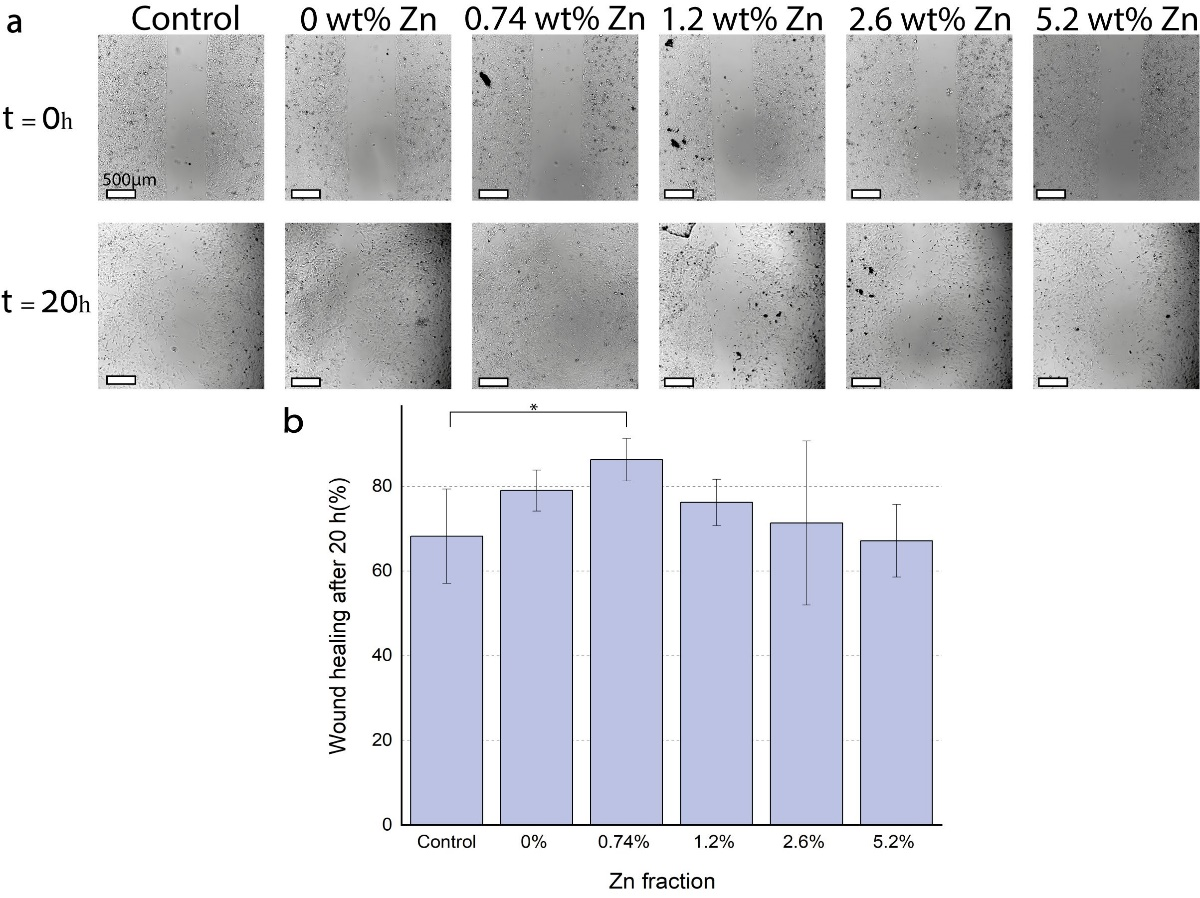 a
Control 0 wt% Zn 0.74 wt% Zn 1.2 wt% Zn 2.6 wt% Zn 5.2 wt% Zn
t = 0h
500μm
t = 20h
b
*
Wound healing after 20 h(%)
80
60
40
20
0
Control 0% 0.74% 1.2% 2.6% 5.2%
Zn fraction